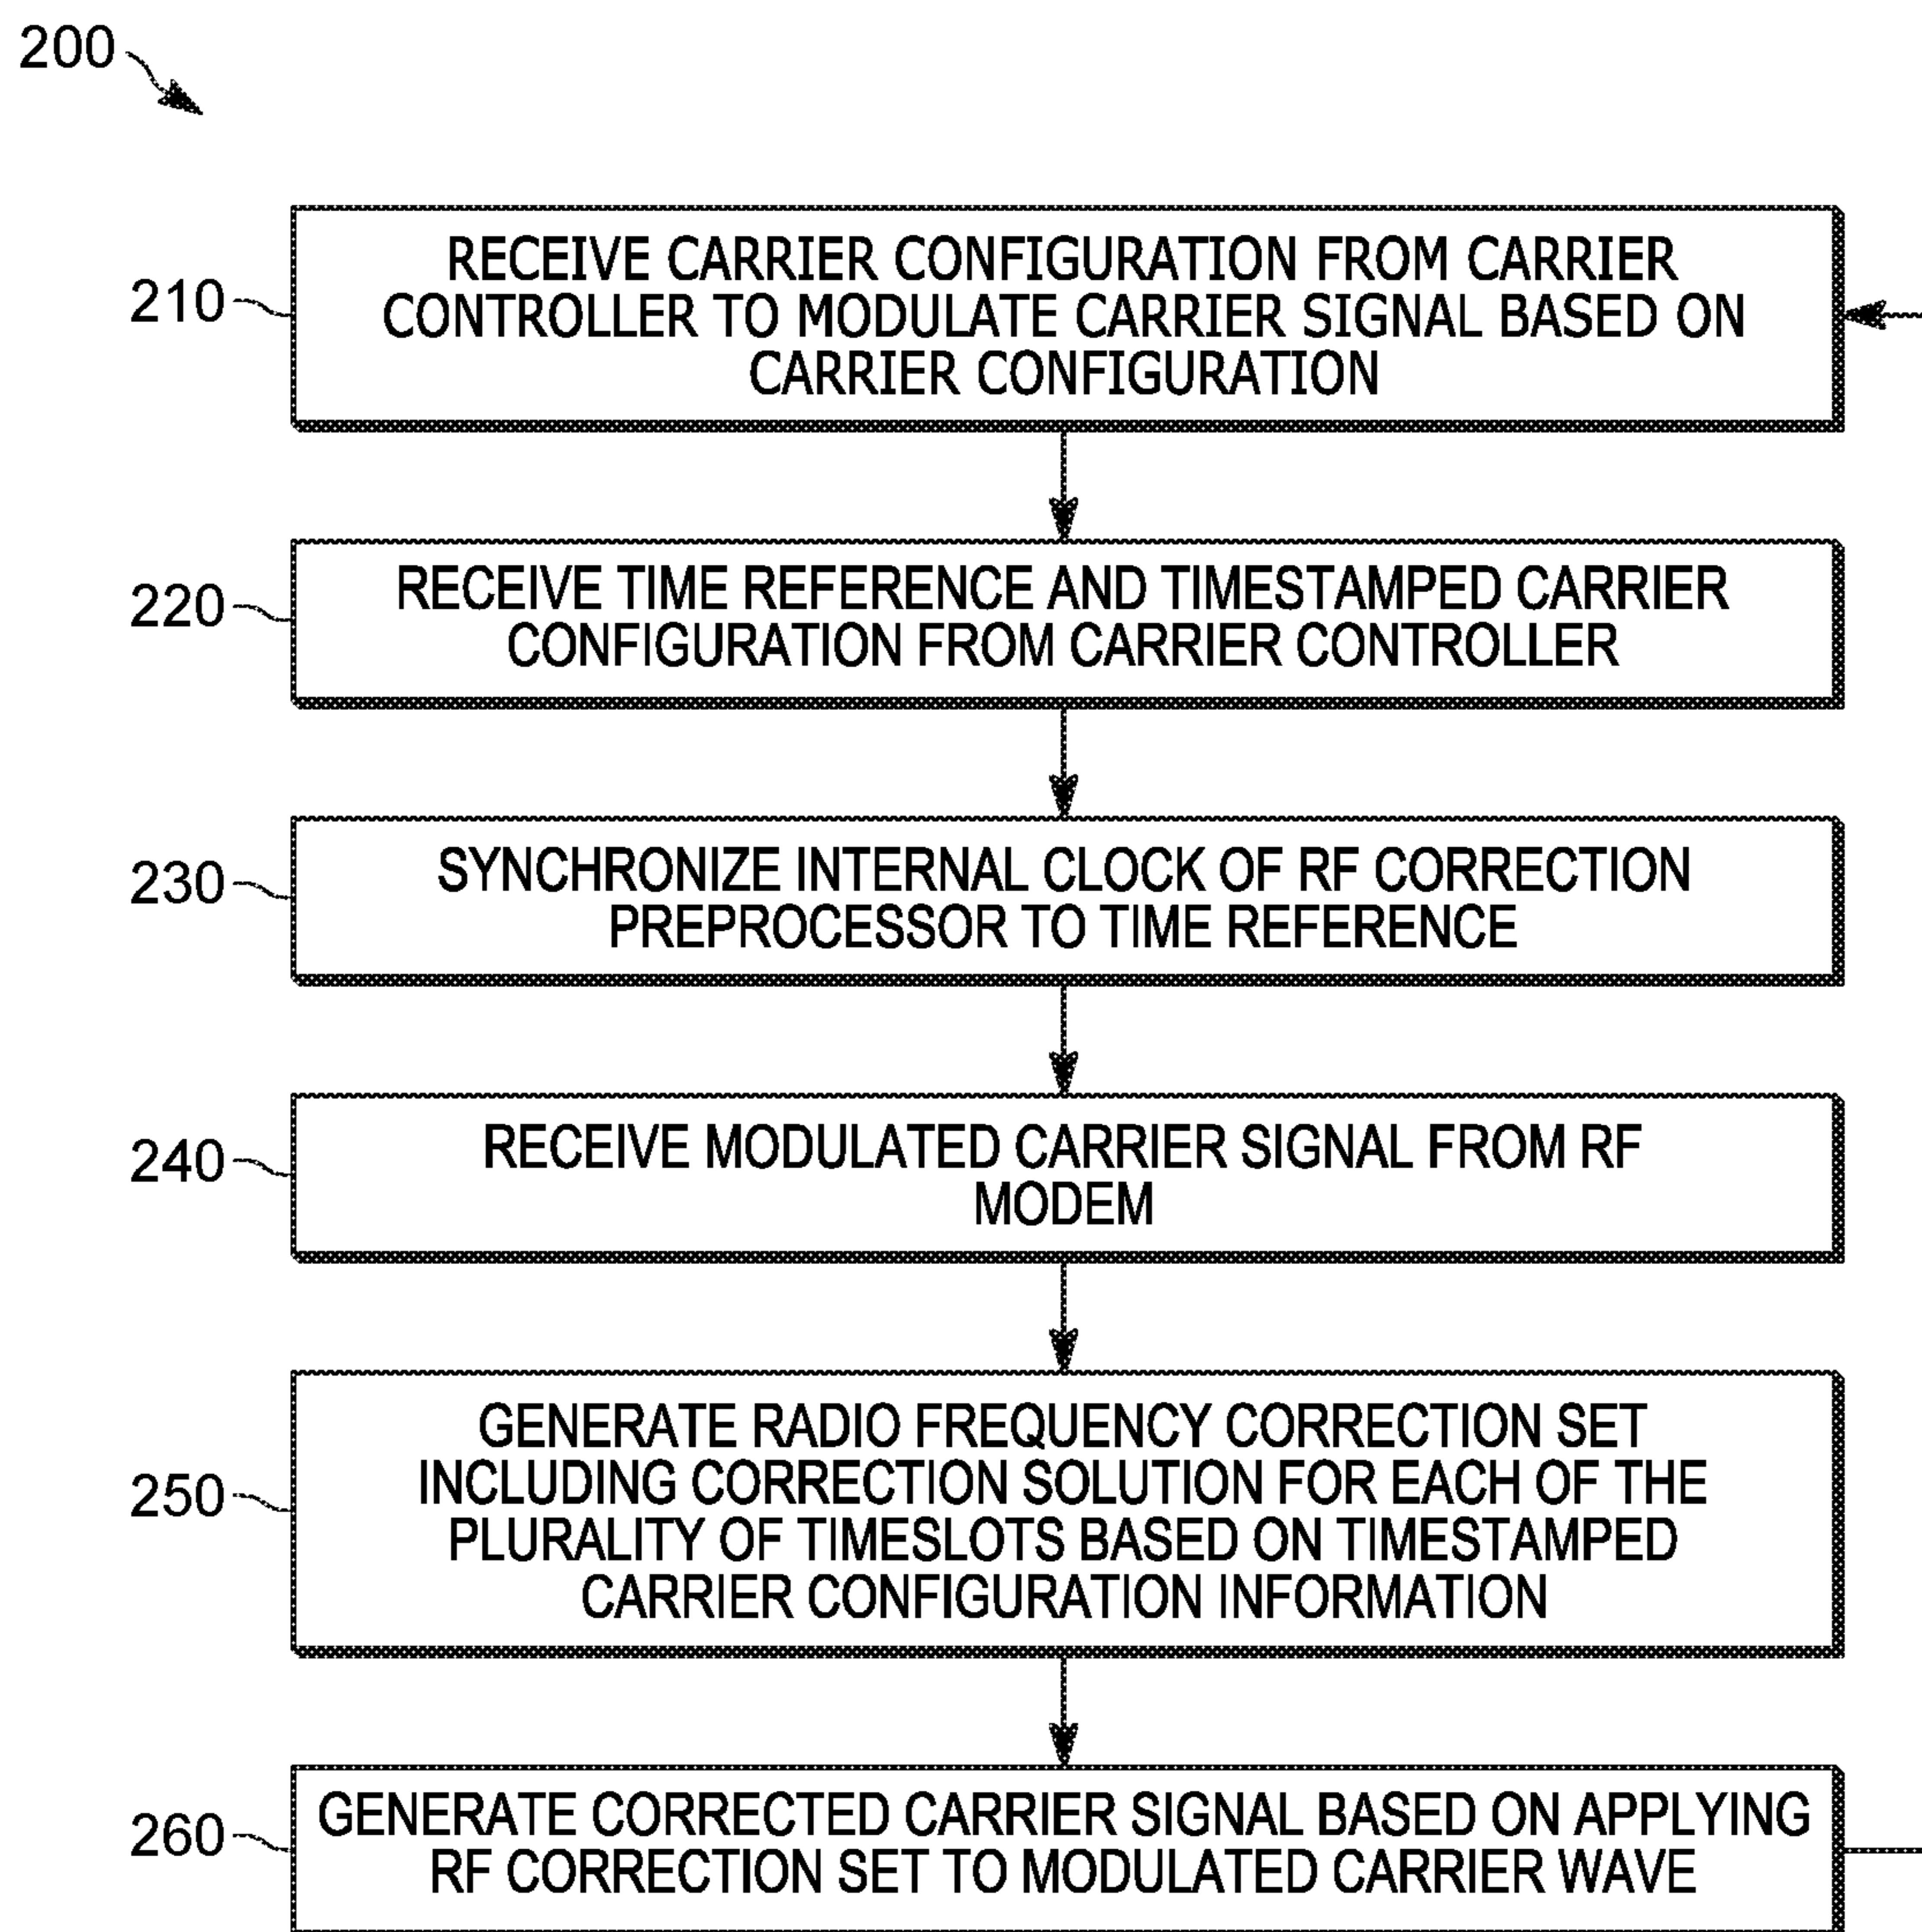 200
210
RECEIVE CARRIER CONFIGURATION FROM CARRIER
CONTROLLER TO MODULATE CARRIER SIGNAL BASED ON
CARRIER CONFIGURATION
220
RECEIVE TIME REFERENCE AND TIMESTAMPED CARRIER
CONFIGURATION FROM CARRIER CONTROLLER
230
SYNCHRONIZE INTERNAL CLOCK OF RF CORRECTION
PREPROCESSOR TO TIME REFERENCE
240
RECEIVE MODULATED CARRIER SIGNAL FROM RF
MODEM
250
GENERATE RADIO FREQUENCY CORRECTION SET
INCLUDING CORRECTION SOLUTION FOR EACH OF THE
PLURALITY OF TIMESLOTS BASED ON TIMESTAMPED
CARRIER CONFIGURATION INFORMATION
260
GENERATE CORRECTED CARRIER SIGNAL BASED ON APPLYING
RF CORRECTION SET TO MODULATED CARRIER WAVE